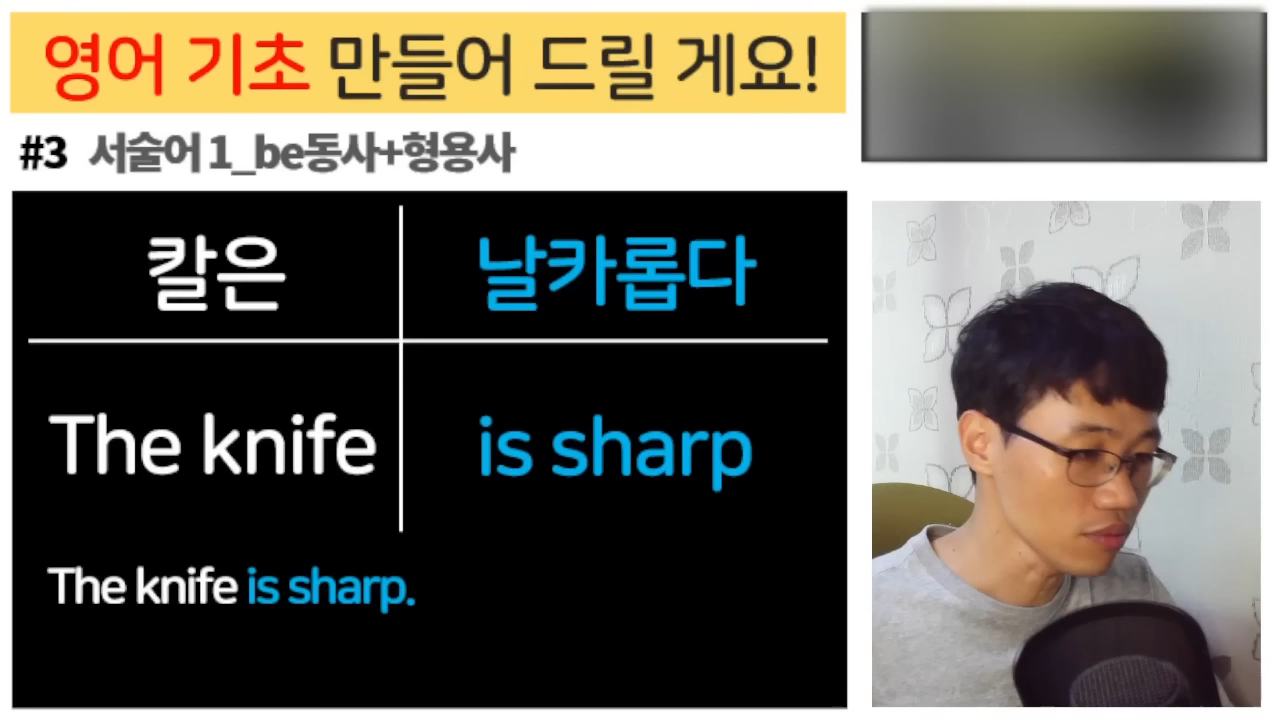 영어 기초 만들어 드릴 게요!
#3 서술어 1_be동사+형용사
칼은 날카롭다
The knife is sharp
The knife is sharp.